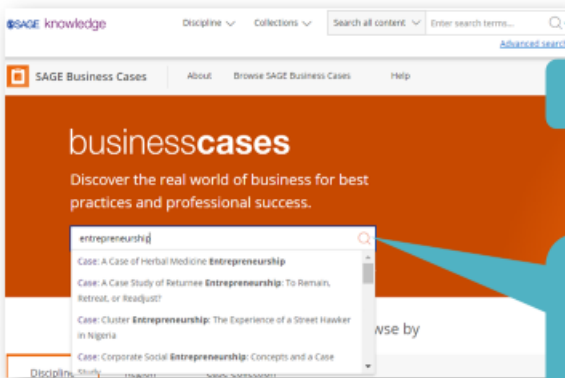 SAGE knowledge
Discipline
Collections
Search all content
Enter search terms...
Advanced search
SAGE Business Cases
About
Browse SAGE Business Cases
Help
businesscases
Discover the real world of business for best
practices and professional success.
entrepreneurship
Case: A Case of Herbal Medicine Entrepreneurship
Case: A Case Study of Returnee Entrepreneurship: To Remain,
Retreat, or Readjust?
Case: Cluster Entrepreneurship: The Experience of a Street Hawker
in Nigeria
wse by
Case: Corporate Social Entrepreneurship: Concepts and a Case
Study
Discipline
Region
Case Collection